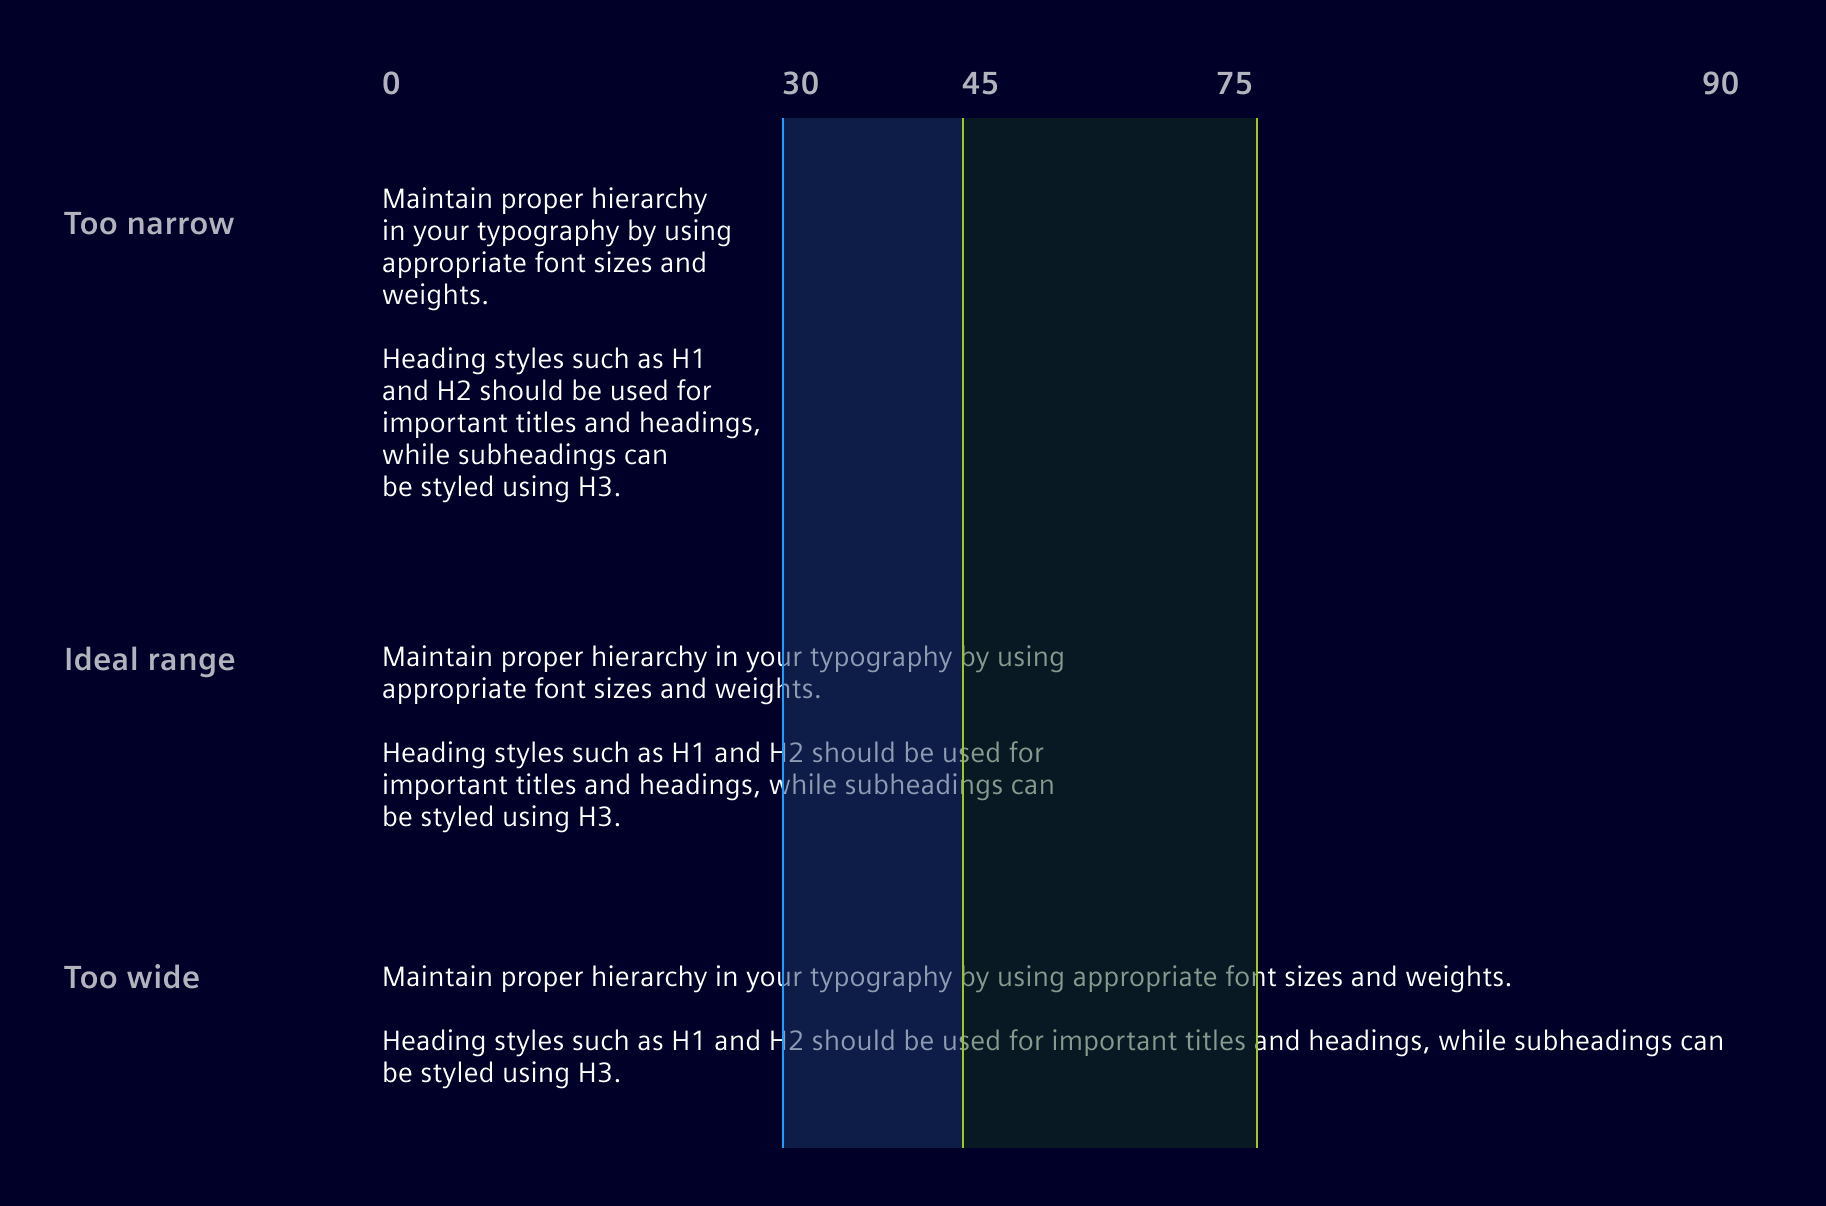 0 30 45 75 90
Too narrow
Maintain proper hierarchy
in your typography by using
appropriate font sizes and
weights.
Heading styles such as H1
and H2 should be used for
important titles and headings,
while subheadings can
be styled using H3.
Ideal range
Maintain proper hierarchy in your typography by using
appropriate font sizes and weights.
Heading styles such as H1 and H2 should be used for
important titles and headings, while subheadings can
be styled using H3.
Too wide
Maintain proper hierarchy in your typography by using appropriate font sizes and weights.
Heading styles such as H1 and H2 should be used for important titles and headings, while subheadings can
be styled using H3.